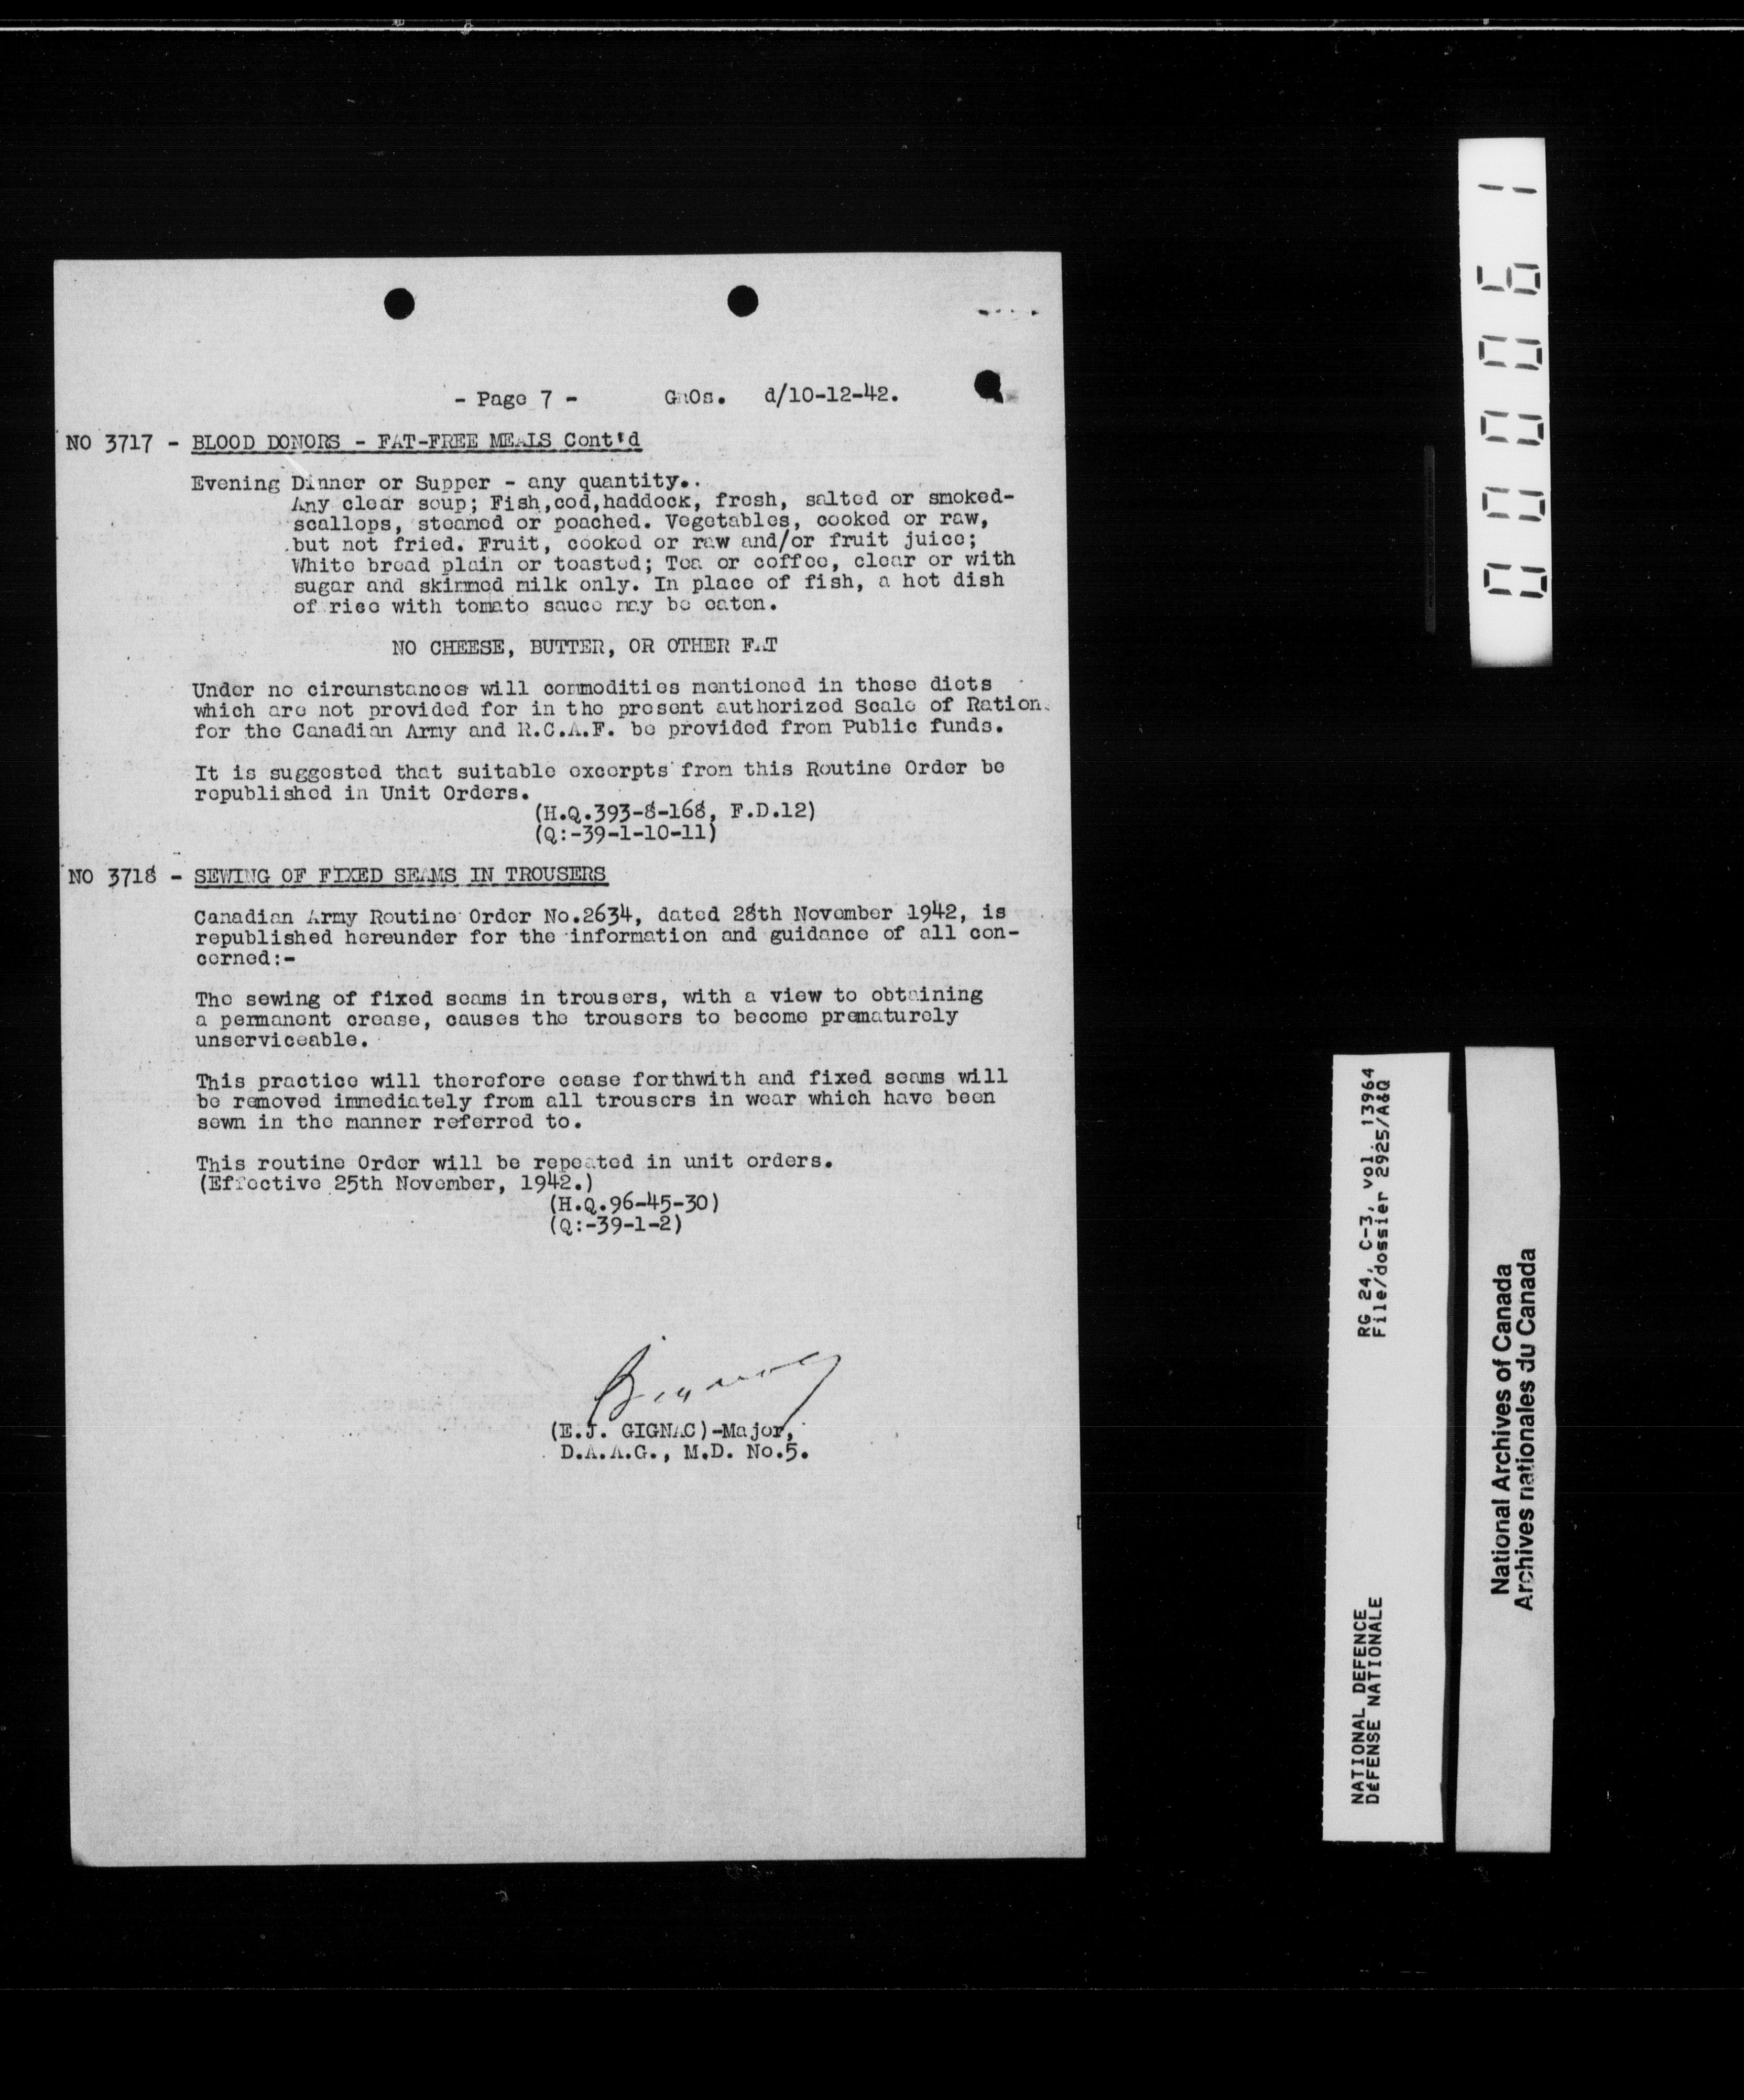 - Page 7 - GROs. d/10-12-42.
NO 3717 - BLOOD DONORS - FAT-FREE MEALS Cont'd
Evening Dinner or Supper - any quantity..
Any clear soup; Fish,cod,haddock, fresh, salted or smoked-
scallops, steamed or poached. Vegetables, cooked or raw,
but not fried. Fruit, cooked or raw and/or fruit juice;
White bread plain or toasted; Tea or coffee, clear or with
sugar and skimmed milk only. In place of fish, a hot dish
of rice with tomato sauce may be eaten.
NO CHEESE, BUTTER, OR OTHER FAT
Under no circumstances will commodities mentioned in these diets
which are not provided for in the present authorized Scale of Rations
for the Canadian Army and R.C.A.F. be provided from Public funds.
It is suggested that suitable excerpts from this Routine Order be
republished in Unit Orders.
(H.Q.393-8-168, F.D.12)
(Q:-39-1-10-11)
NO 3718 - SEWING OF FIXED SEAMS IN TROUSERS
Canadian Army Routine Order No.2634, dated 28th November 1942, is
republished hereunder for the information and guidance of all con-
cerned:-
The sewing of fixed seams in trousers, with a view to obtaining
a permanent crease, causes the trousers to become prematurely
unserviceable.
This practice will therefore cease forthwith and fixed seams will
be removed immediately from all trousers in wear which have been
sewn in the manner referred to.
This routine Order will be repeated in unit orders.
(Effective 25th November, 1942.)
(H.Q.96-45-30)
(Q:-39-1-2)
(E.J. GIGNAC)-Major,
D.A.A.G., M.D. No.5.
000061
RG 24, C-3, vol. 13964
File/dossier 2925/A&Q
NATIONAL DEFENCE
DÉFENSE NATIONALE
National Archives of Canada
Archives nationales du Canada